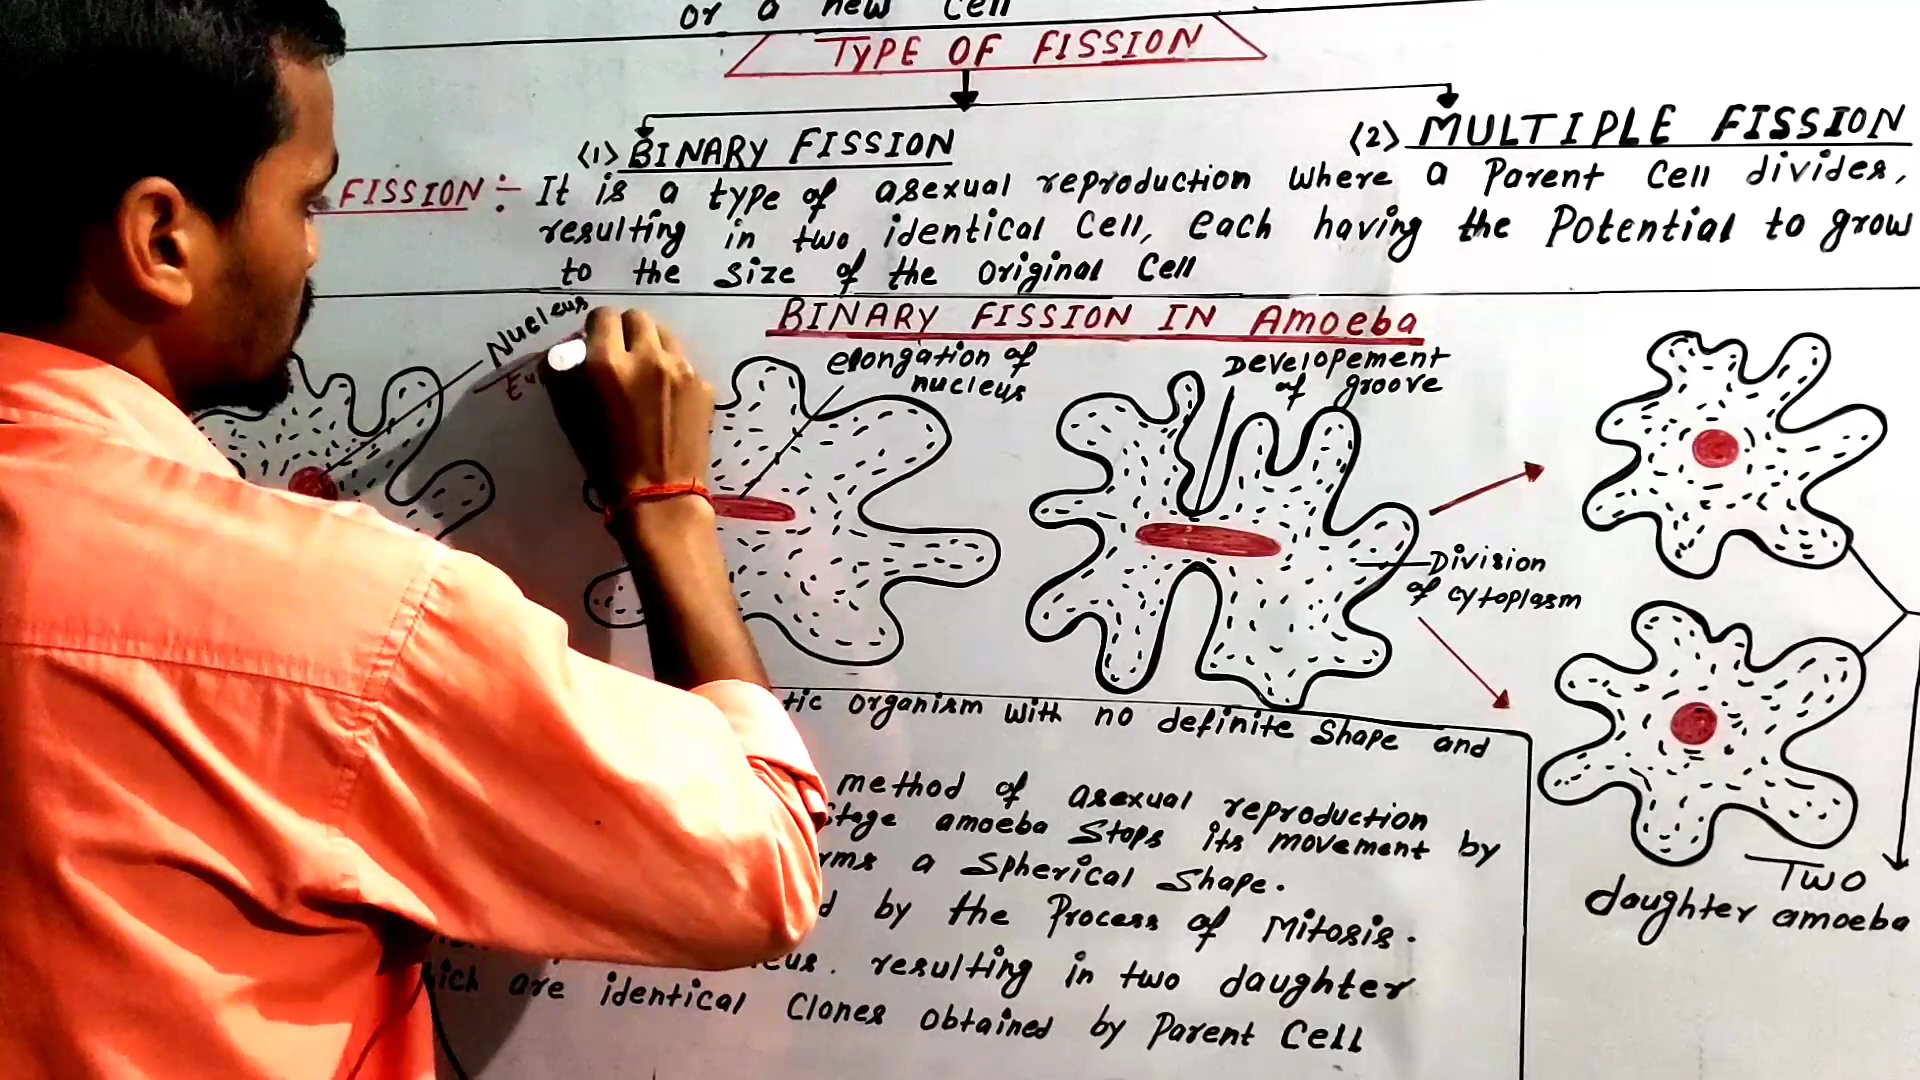 or a new Cell
TYPE OF FISSION
(1) BINARY FISSION
(2) MULTIPLE FISSION
FISSION ÷ It is a type of asexual reproduction where a Parent Cell divides,
resulting in two identical Cell, each having the Potential to grow
to the size of the original Cell
BINARY FISSION IN Amoeba
Nucleus
elongation of
nucleus
Developement
of groove
Division
of cytoplasm
tic organism with no definite Shape and
method of asexual reproduction
Stage amoeba Stops its movement by
rms a Spherical Shape.
d by the Process of Mitosis.
eus. resulting in two daughter
hich are identical Clones obtained by Parent Cell
Two
daughter amoeba